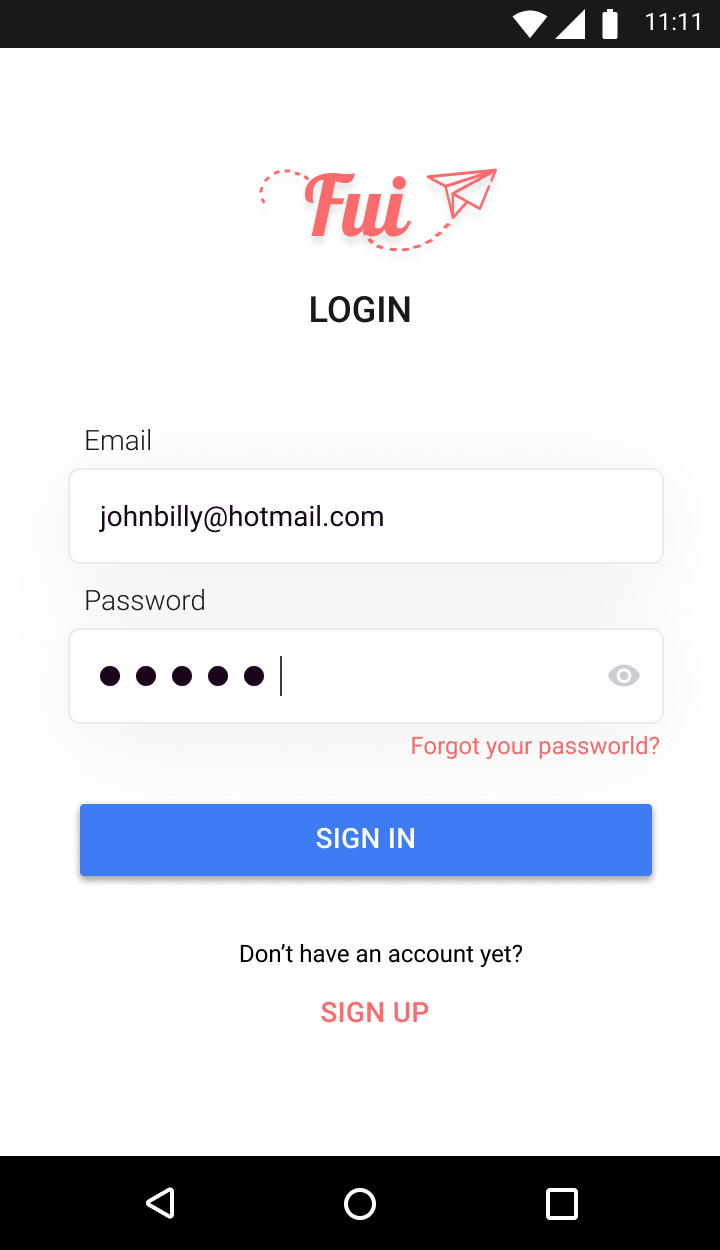 11:11
Fui
LOGIN
Email
johnbilly@hotmail.com
Password
Forgot your passworld?
SIGN IN
Don’t have an account yet?
SIGN UP